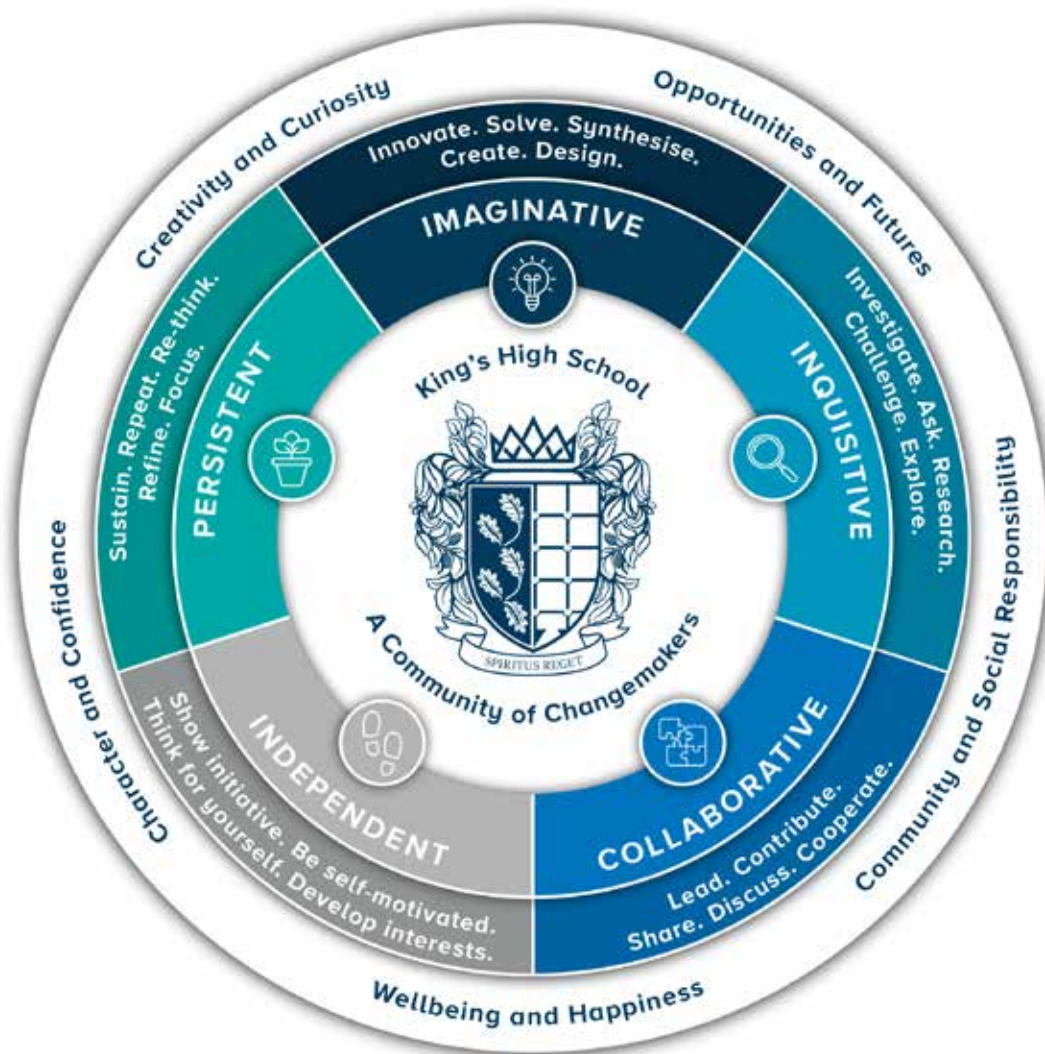 Creativity and Curiosity
Opportunities and Futures
Community and Social Responsibility
Wellbeing and Happiness
Character and Confidence
Innovate. Solve. Synthesise.
Create. Design.
IMAGINATIVE
Investigate. Ask. Research.
Challenge. Explore.
INQUISITIVE
Lead. Contribute.
Share. Discuss. Cooperate.
COLLABORATIVE
Show initiative. Be self-motivated.
Think for yourself. Develop interests.
INDEPENDENT
Sustain. Repeat. Re-think.
Refine. Focus.
PERSISTENT
King's High School
SPIRITUS REGET
A Community of Changemakers